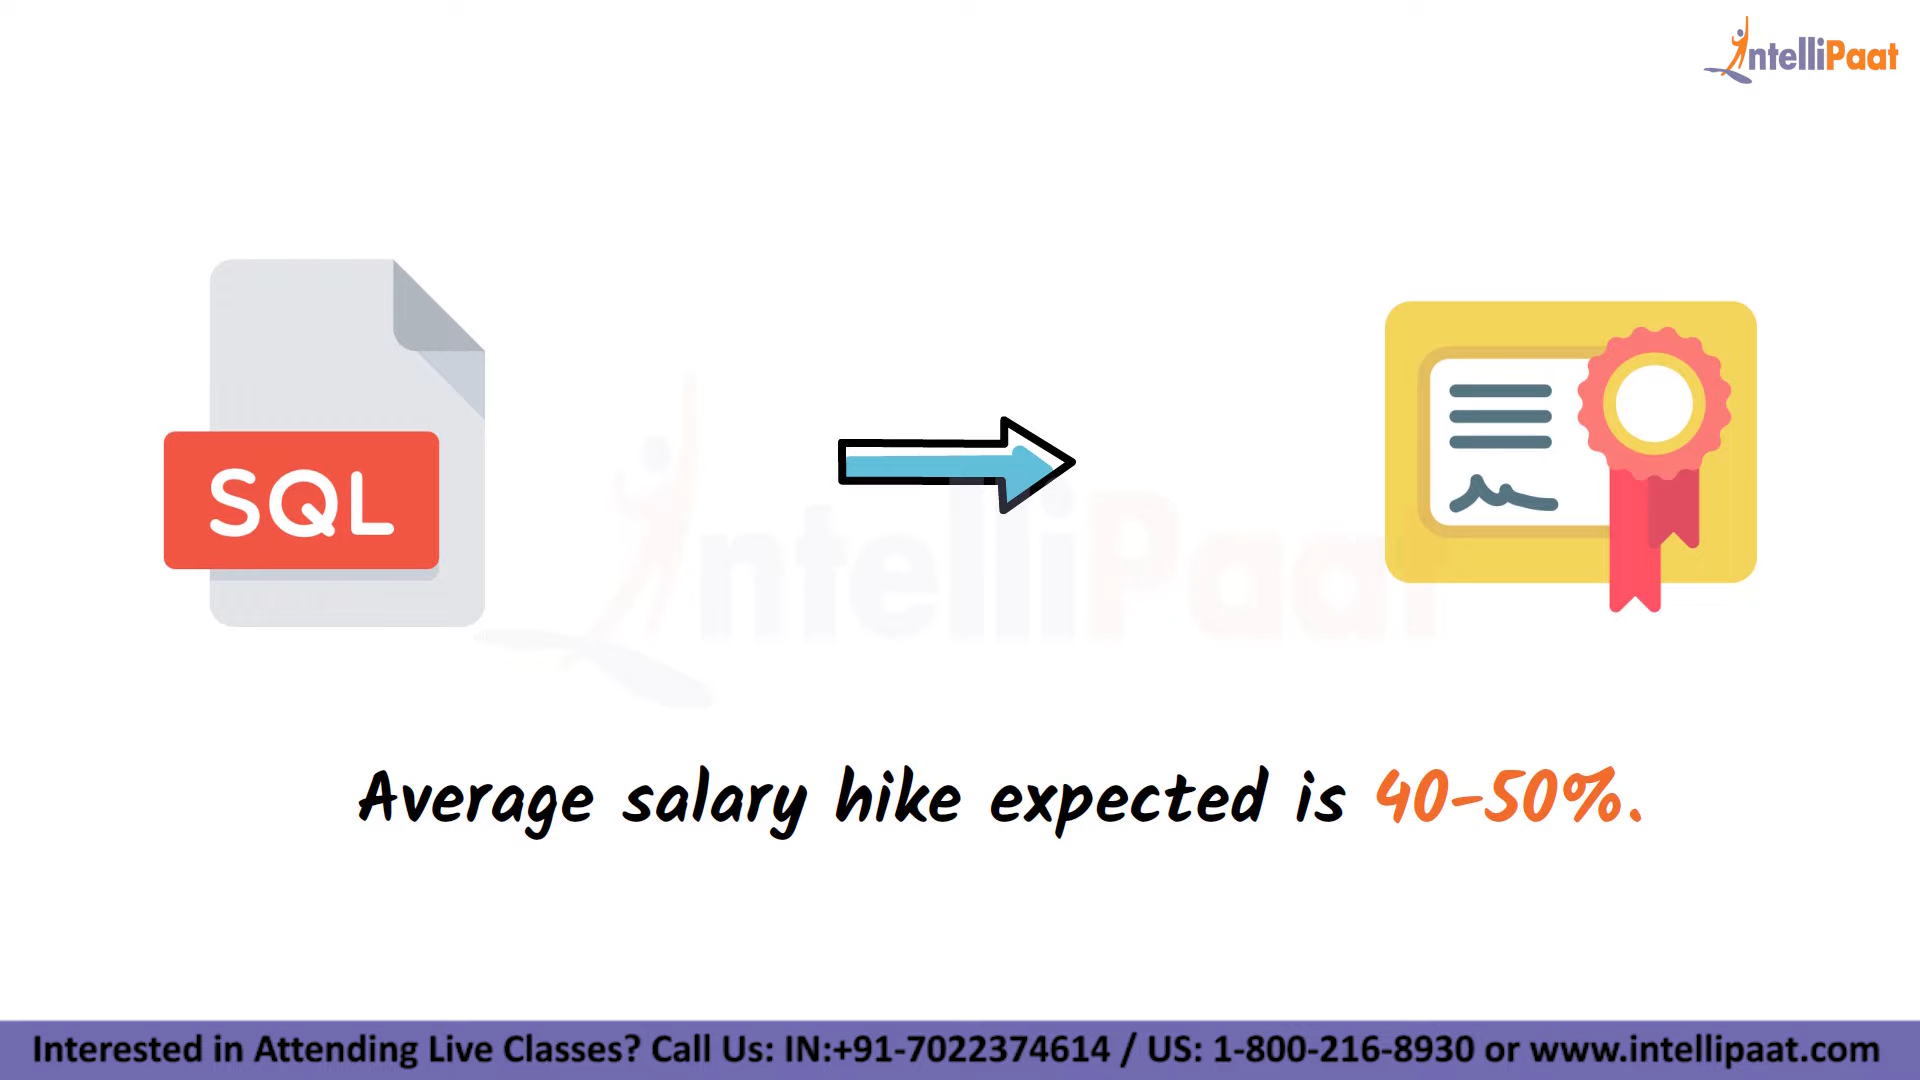 IntelliPaat
SQL
IntelliPaat
Average salary hike expected is 40-50%.
Interested in Attending Live Classes? Call Us: IN:+91-7022374614 / US: 1-800-216-8930 or www.intellipaat.com